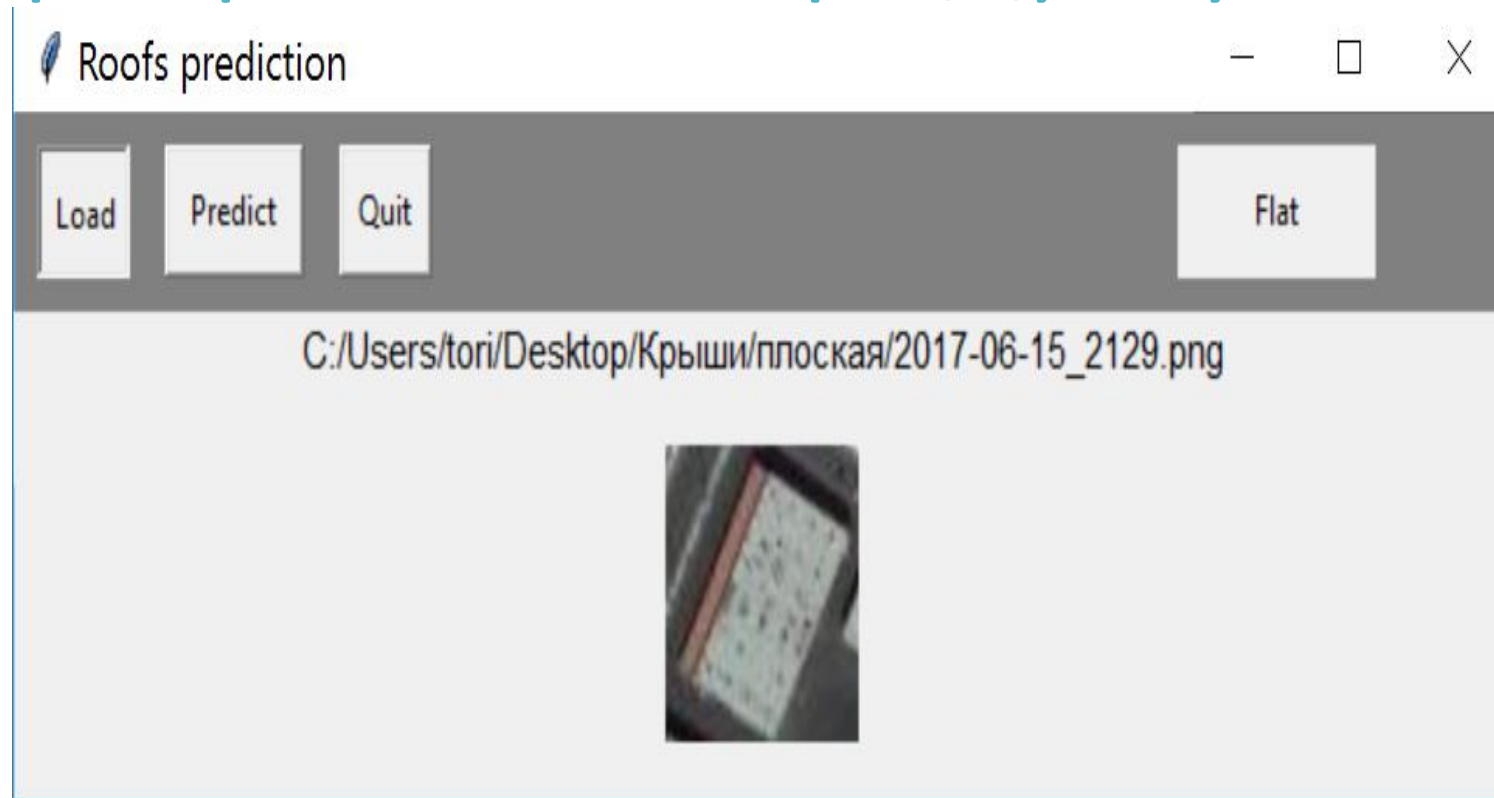 Roofs prediction
Load Predict Quit Flat
C:/Users/tori/Desktop/Крыши/плоская/2017-06-15_2129.png